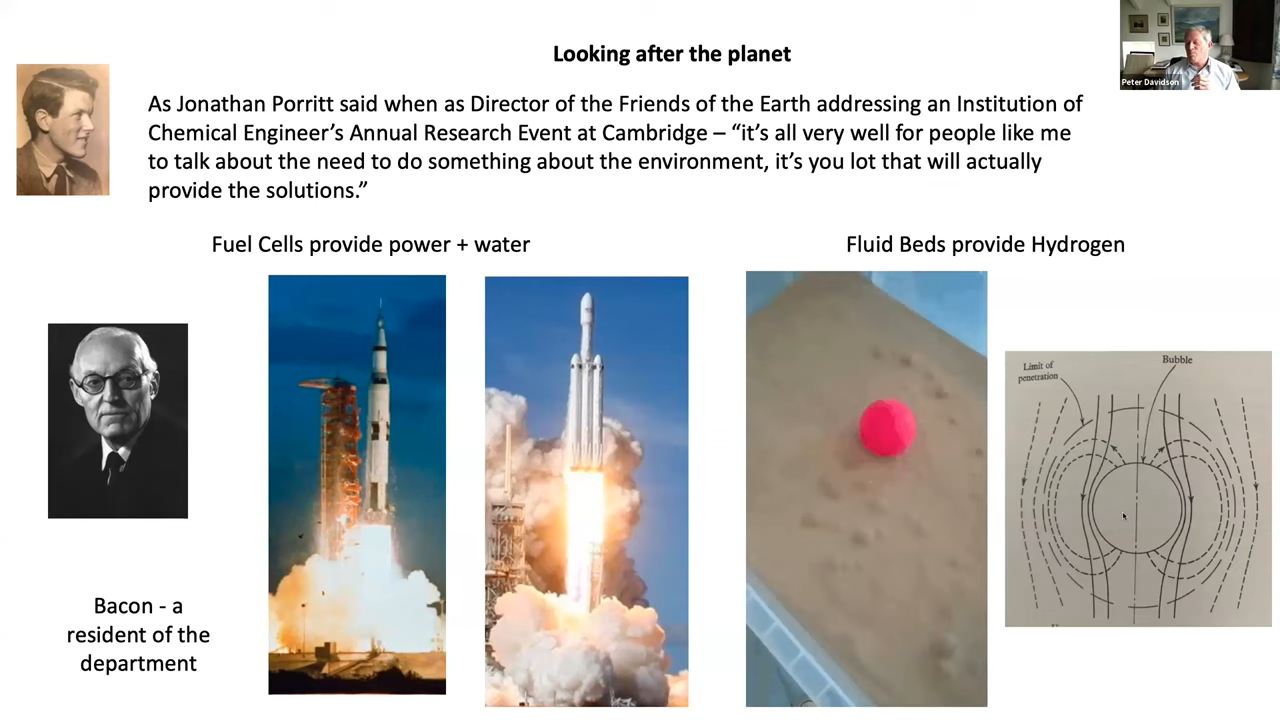 Looking after the planet
Peter Davidson
As Jonathan Porritt said when as Director of the Friends of the Earth addressing an Institution of
Chemical Engineer’s Annual Research Event at Cambridge – “it’s all very well for people like me
to talk about the need to do something about the environment, it’s you lot that will actually
provide the solutions.”
Fuel Cells provide power + water
Fluid Beds provide Hydrogen
Limit of
penetration
Bubble
Bacon - a
resident of the
department